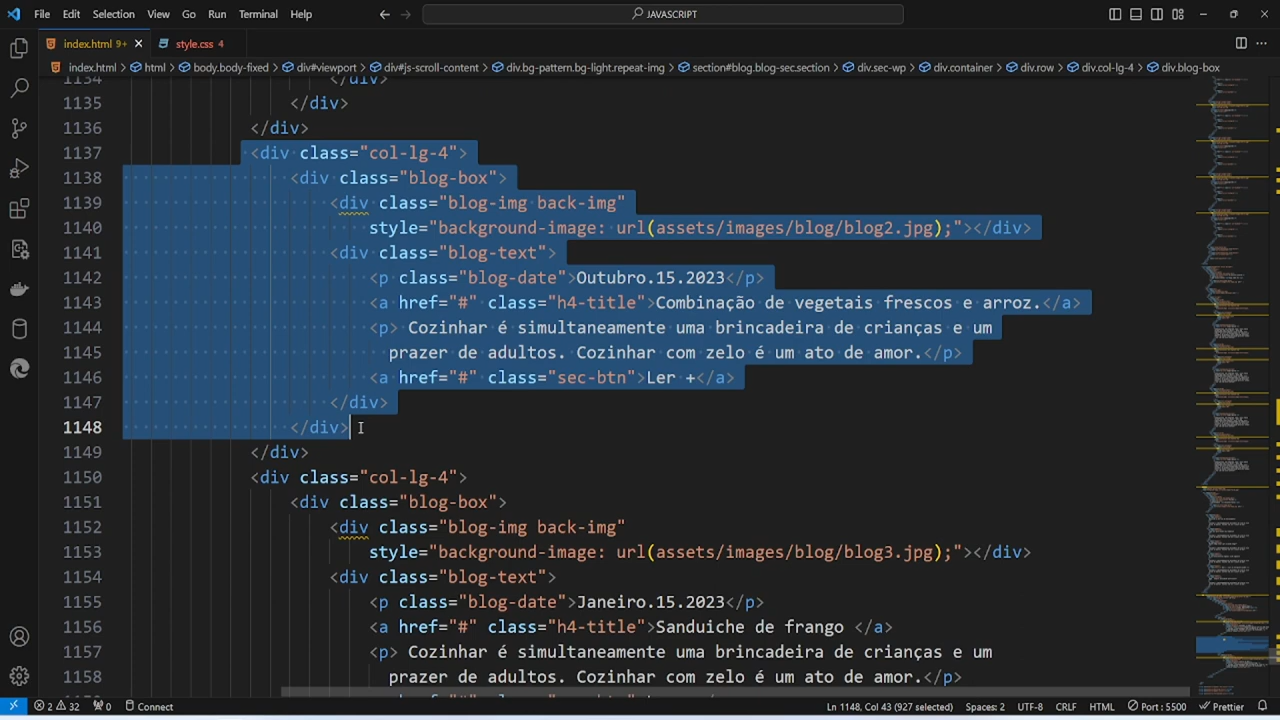 File Edit Selection View Go Run Terminal Help JAVASCRIPT
index.html 9+ style.css 4
index.html html body.body-fixed div#viewport div#js-scroll-content div.bg-pattern.bg-light.repeat-img section#blog.blog-sec.section div.sec-wp div.container div.row div.col-lg-4 div.blog-box
1134 </div>
1135 </div>
1136 </div>
1137 <div class="col-lg-4">
1138 <div class="blog-box">
1139 <div class="blog-img back-img"
1140 style="background-image: url(assets/images/blog/blog2.jpg);"></div>
1141 <div class="blog-text">
1142 <p class="blog-date">Outubro.15.2023</p>
1143 <a href="#" class="h4-title">Combinação de vegetais frescos e arroz.</a>
1144 <p> Cozinhar é simultaneamente uma brincadeira de crianças e um
1145 prazer de adultos. Cozinhar com zelo é um ato de amor.</p>
1146 <a href="#" class="sec-btn">Ler +</a>
1147 </div>
1148 </div>
1149 </div>
1150 <div class="col-lg-4">
1151 <div class="blog-box">
1152 <div class="blog-img back-img"
1153 style="background-image: url(assets/images/blog/blog3.jpg);"></div>
1154 <div class="blog-text">
1155 <p class="blog-date">Janeiro.15.2023</p>
1156 <a href="#" class="h4-title">Sanduiche de frango </a>
1157 <p> Cozinhar é simultaneamente uma brincadeira de crianças e um
1158 prazer de adultos. Cozinhar com zelo é um ato de amor.</p>
2 32 0 Connect Ln 1148, Col 43 (927 selected) Spaces: 2 UTF-8 CRLF HTML Port : 5500 Prettier